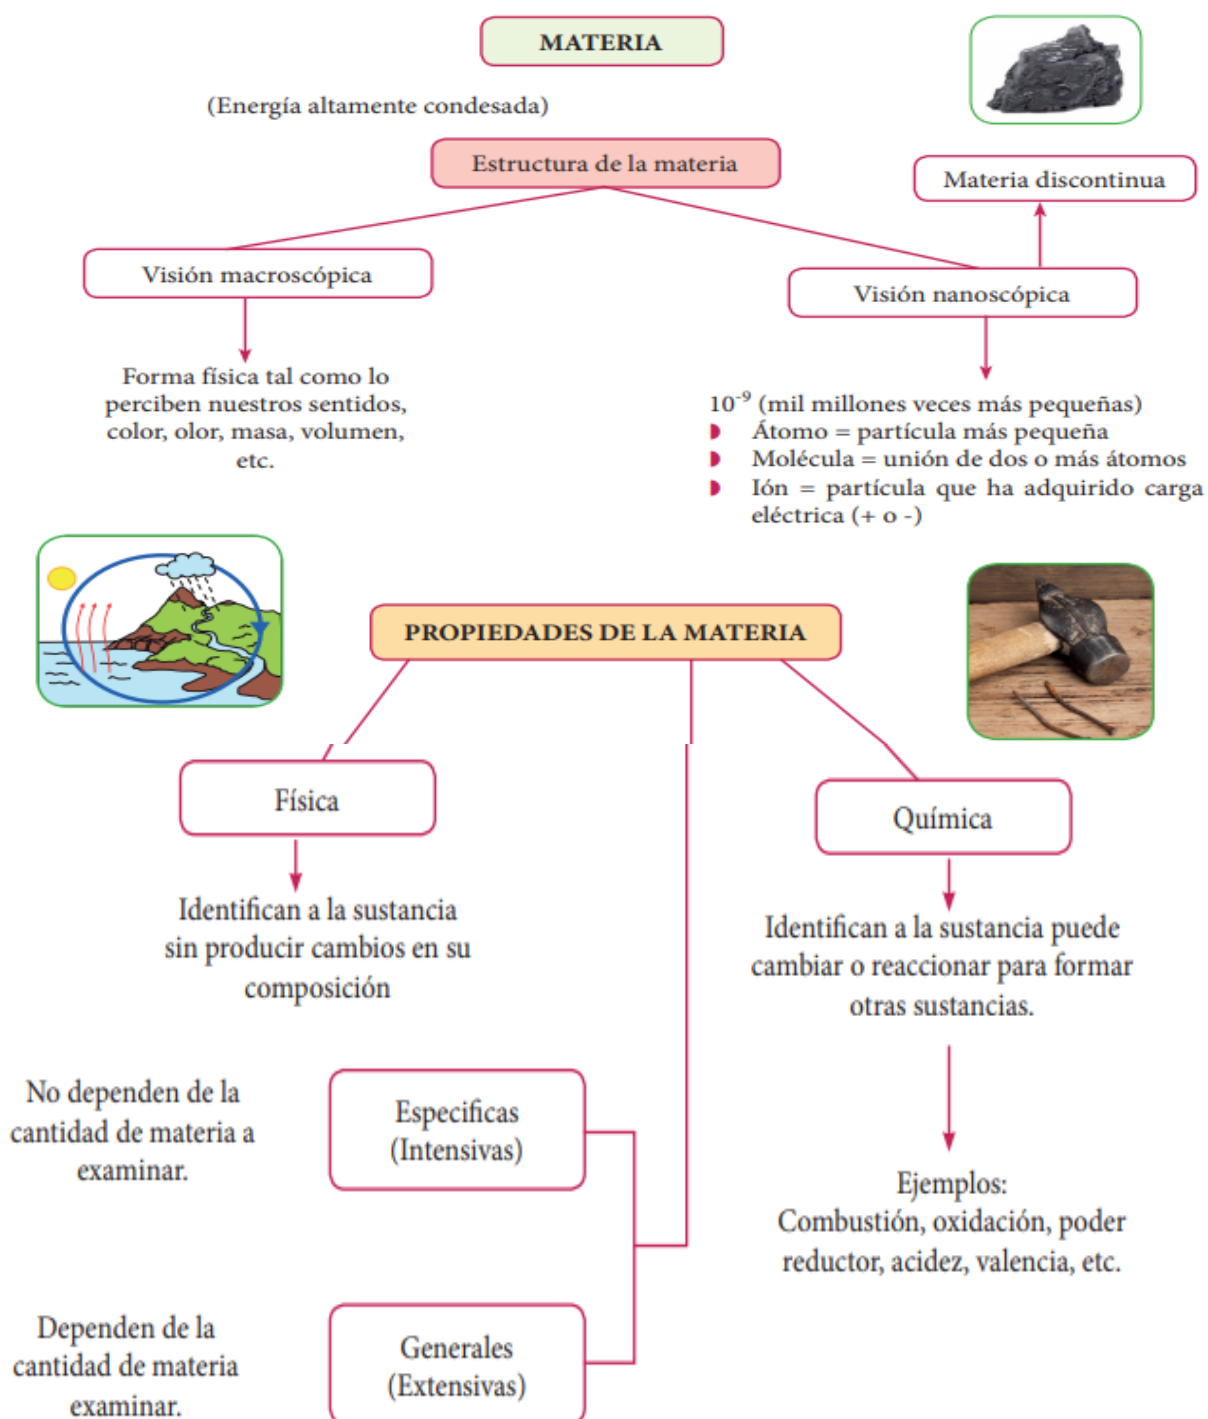 MATERIA
(Energía altamente condesada)
Estructura de la materia
Materia discontinua
Visión macroscópica
Visión nanoscópica
Forma física tal como lo
perciben nuestros sentidos,
color, olor, masa, volumen,
etc.
10⁻⁹ (mil millones veces más pequeñas)
Átomo = partícula más pequeña
Molécula = unión de dos o más átomos
Ión = partícula que ha adquirido carga
eléctrica (+ o -)
PROPIEDADES DE LA MATERIA
Física
Química
Identifican a la sustancia
sin producir cambios en su
composición
Identifican a la sustancia puede
cambiar o reaccionar para formar
otras sustancias.
No dependen de la
cantidad de materia a
examinar.
Especificas
(Intensivas)
Ejemplos:
Combustión, oxidación, poder
reductor, acidez, valencia, etc.
Dependen de la
cantidad de materia
examinar.
Generales
(Extensivas)